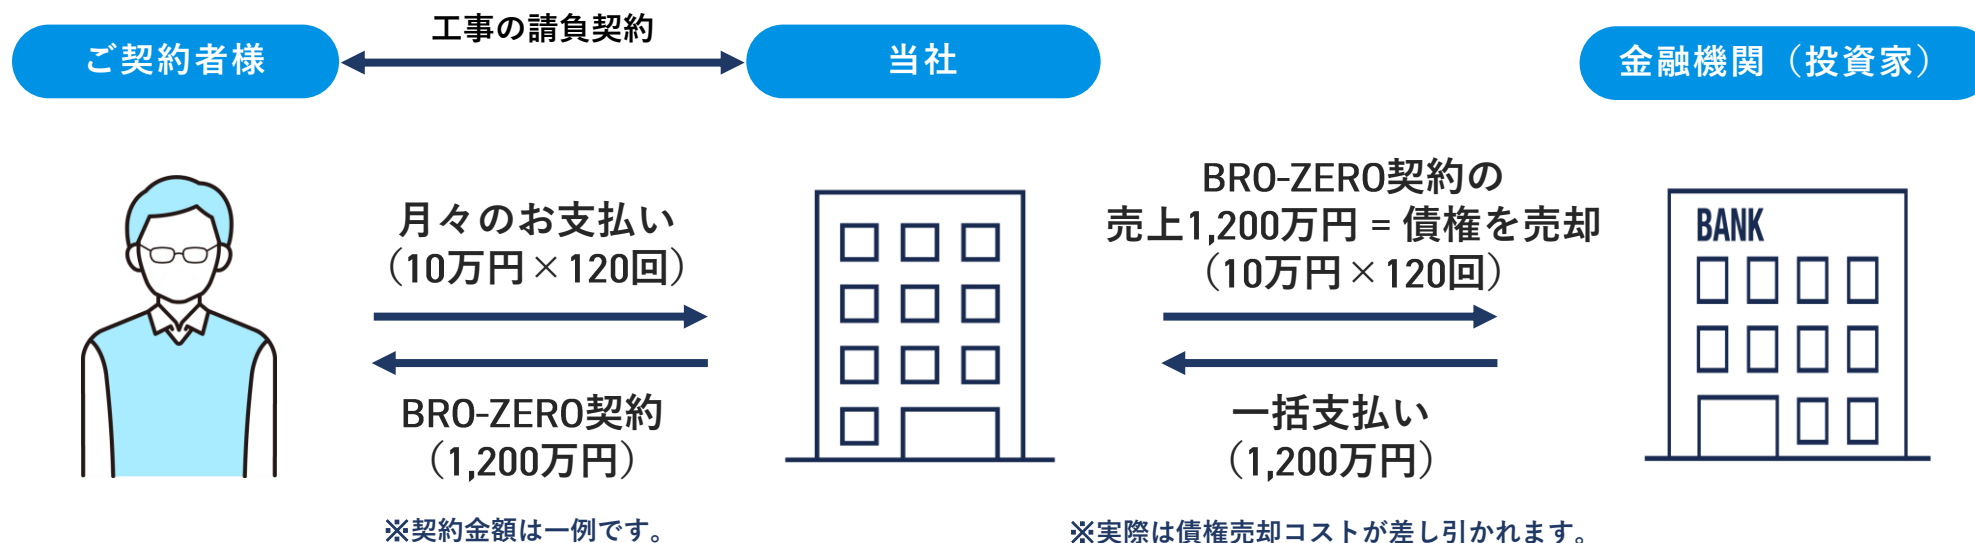 ご契約者様
工事の請負契約
当社
金融機関（投資家）
月々のお支払い
（10万円×120回）
BRO-ZERO契約
（1,200万円）
※契約金額は一例です。
BRO-ZERO契約の
売上1,200万円 = 債権を売却
（10万円×120回）
一括支払い
（1,200万円）
※実際は債権売却コストが差し引かれます。
BANK